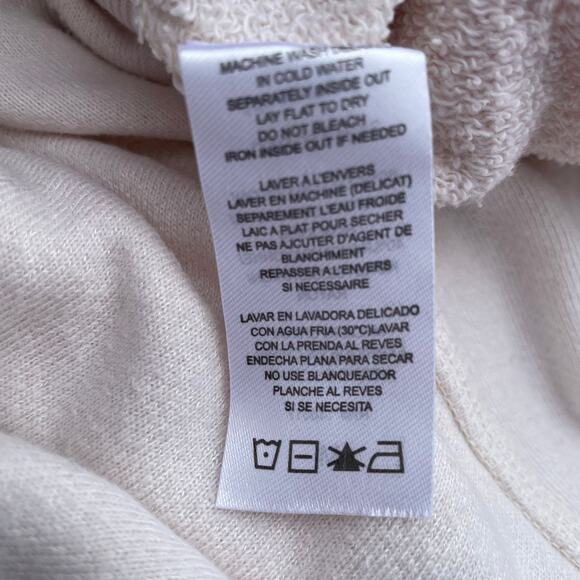 MACHINE WASH
IN COLD WATER
SEPARATELY INSIDE OUT
LAY FLAT TO DRY
DO NOT BLEACH
IRON INSIDE OUT IF NEEDED
LAVER A L'ENVERS
LAVER EN MACHINE (DELICAT)
SEPAREMENT L'EAU FROIDE
LAIC A PLAT POUR SECHER
NE PAS AJCUTER D'AGENT DE
BLANCHIMENT
REPASSER A L'ENVERS
SI NECESSAIRE
LAVAR EN LAVADORA DELICADO
CON AGUA FRIA (30°C)LAVAR
CON LA PRENDA AL REVES
ENDECHA PLANA PARA SECAR
NO USE BLANQUEADOR
PLANCHE AL REVES
SI SE NECESITA